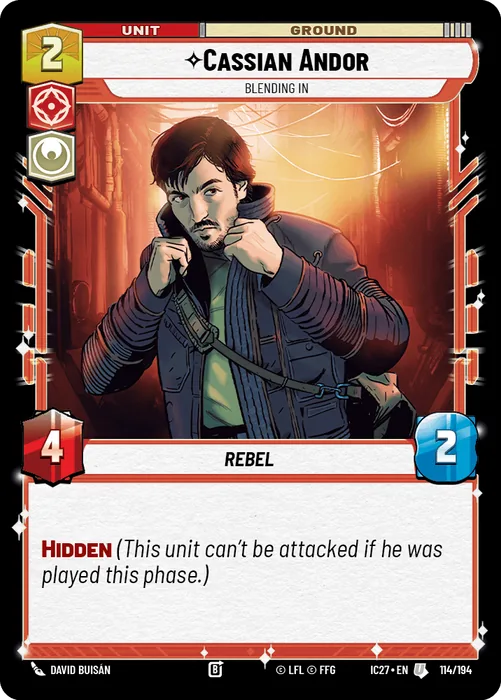 UNIT GROUND
2
CASSIAN ANDOR
BLENDING IN
4
REBEL
2
HIDDEN (This unit can't be attacked if he was
played this phase.)
DAVID BUISÁN B © LFL © FFG IC27 • EN U 114/194